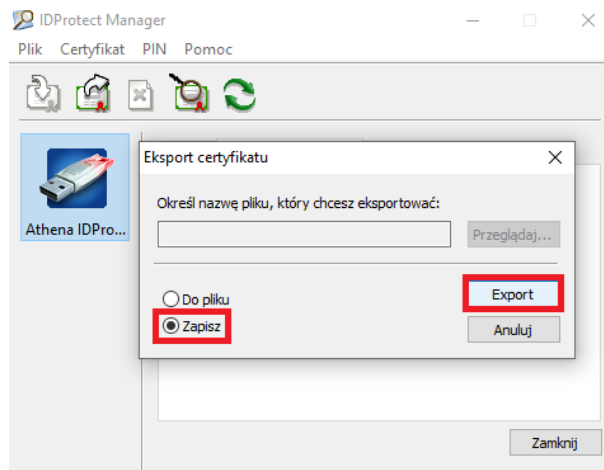 IDProtect Manager
Plik Certyfikat PIN Pomoc
Athena IDPro...
Eksport certyfikatu
Określ nazwę pliku, który chcesz eksportować:
Przeglądaj...
Do pliku
Export
Zapisz
Anuluj
Zamknij